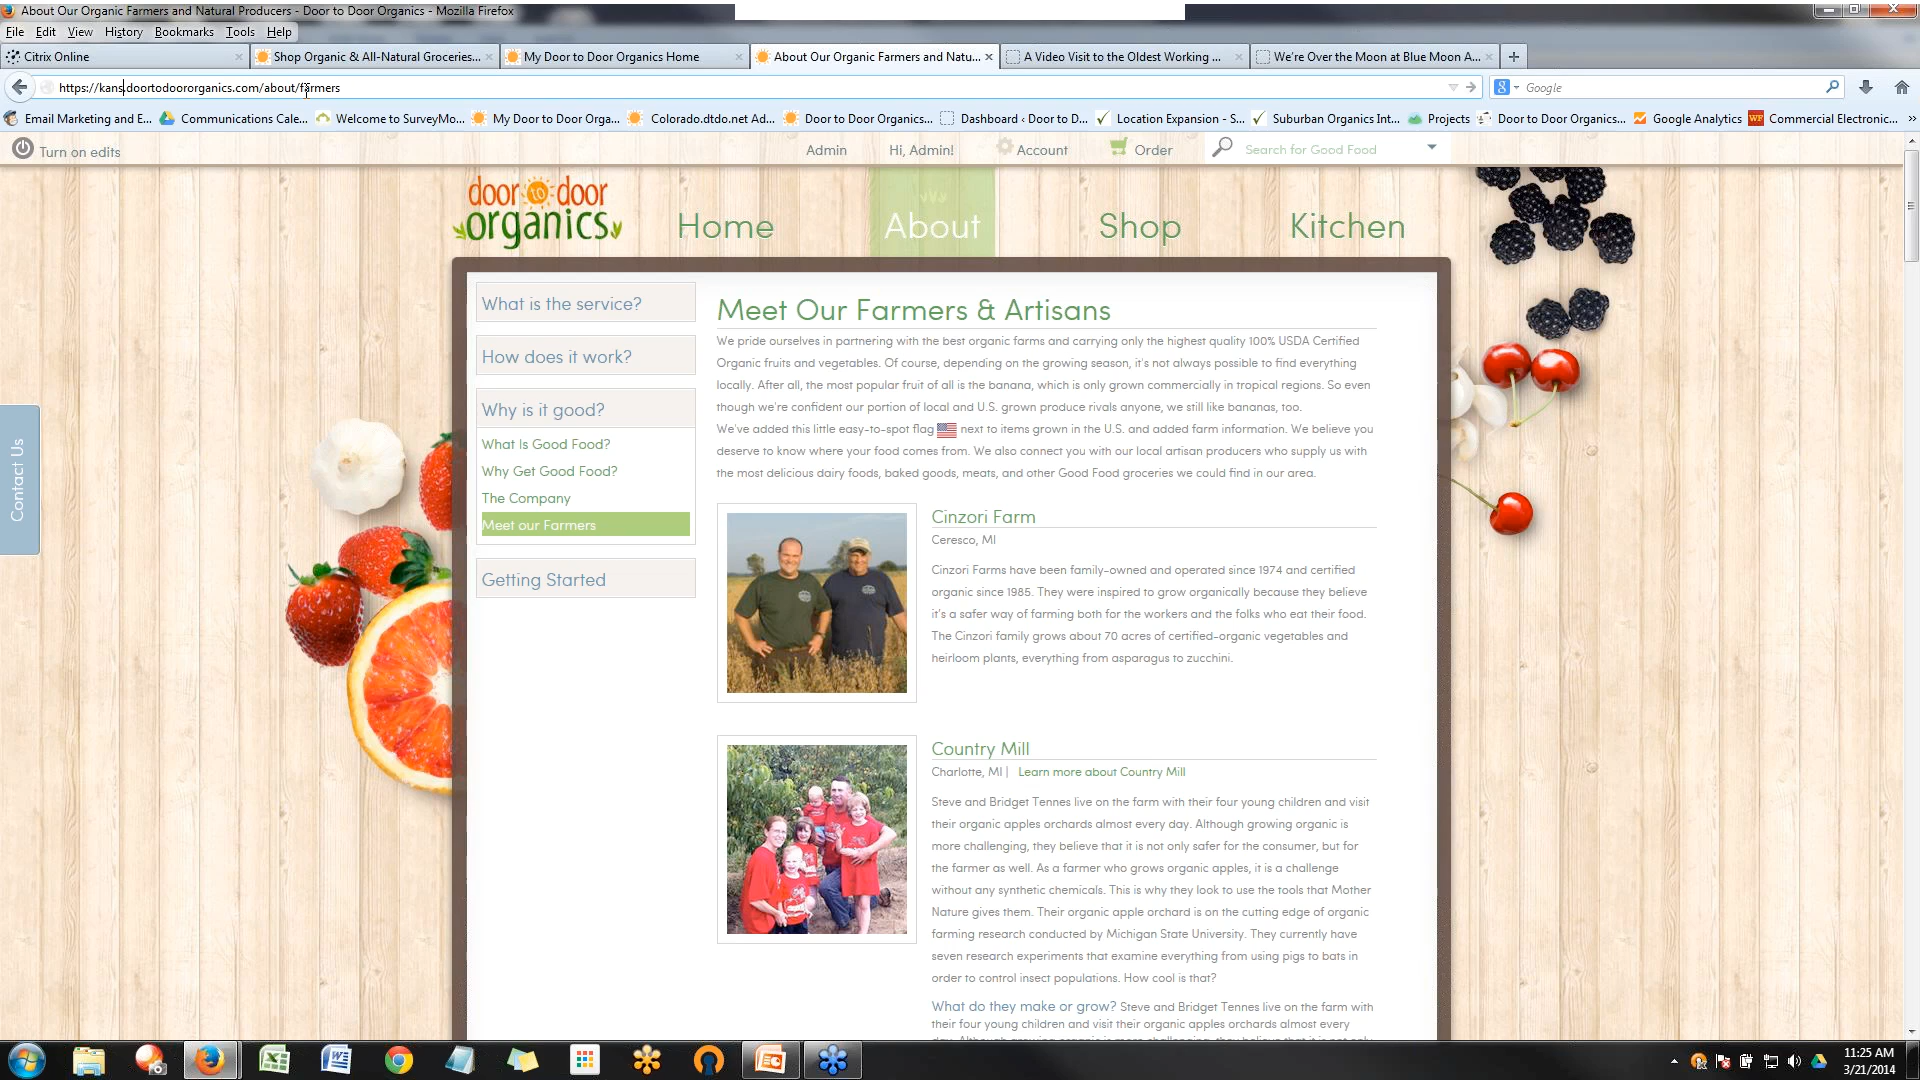 About Our Organic Farmers and Natural Producers - Door to Door Organics - Mozilla Firefox
File Edit View History Bookmarks Tools Help
Citrix Online
Shop Organic & All-Natural Groceries...
My Door to Door Organics Home
About Our Organic Farmers and Natu...
A Video Visit to the Oldest Working ...
We're Over the Moon at Blue Moon A...
https://kans.doortodoororganics.com/about/farmers
Google
Email Marketing and E...
Communications Cale...
Welcome to SurveyMo...
My Door to Door Orga...
Colorado.dtdo.net Ad...
Door to Door Organics...
Dashboard ‹ Door to D...
Location Expansion - S...
Suburban Organics Int...
Projects
Door to Door Organics...
Google Analytics
WF Commercial Electronic...
Turn on edits
Admin
Hi, Admin!
Account
Order
Search for Good Food
door to door
organics
Home
About
Shop
Kitchen
Contact Us
What is the service?
How does it work?
Why is it good?
What Is Good Food?
Why Get Good Food?
The Company
Meet our Farmers
Getting Started
Meet Our Farmers & Artisans
We pride ourselves in partnering with the best organic farms and carrying only the highest quality 100% USDA Certified
Organic fruits and vegetables. Of course, depending on the growing season, it's not always possible to find everything
locally. After all, the most popular fruit of all is the banana, which is only grown commercially in tropical regions. So even
though we're confident our portion of local and U.S. grown produce rivals anyone, we still like bananas, too.
We've added this little easy-to-spot flag next to items grown in the U.S. and added farm information. We believe you
deserve to know where your food comes from. We also connect you with our local artisan producers who supply us with
the most delicious dairy foods, baked goods, meats, and other Good Food groceries we could find in our area.
Cinzori Farm
Ceresco, MI
Cinzori Farms have been family-owned and operated since 1974 and certified
organic since 1985. They were inspired to grow organically because they believe
it's a safer way of farming both for the workers and the folks who eat their food.
The Cinzori family grows about 70 acres of certified-organic vegetables and
heirloom plants, everything from asparagus to zucchini.
Country Mill
Charlotte, MI | Learn more about Country Mill
Steve and Bridget Tennes live on the farm with their four young children and visit
their organic apples orchards almost every day. Although growing organic is
more challenging, they believe that it is not only safer for the consumer, but for
the farmer as well. As a farmer who grows organic apples, it is a challenge
without any synthetic chemicals. This is why they look to use the tools that Mother
Nature gives them. Their organic apple orchard is on the cutting edge of organic
farming research conducted by Michigan State University. They currently have
seven research experiments that examine everything from using pigs to bats in
order to control insect populations. How cool is that?
What do they make or grow? Steve and Bridget Tennes live on the farm with
their four young children and visit their organic apples orchards almost every
11:25 AM
3/21/2014